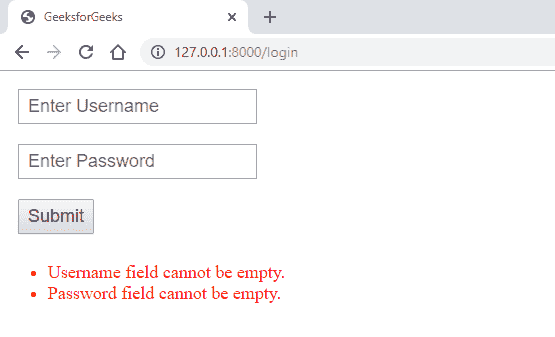 GeeksforGeeks
127.0.0.1:8000/login
Enter Username
Enter Password
Submit
Username field cannot be empty.
Password field cannot be empty.